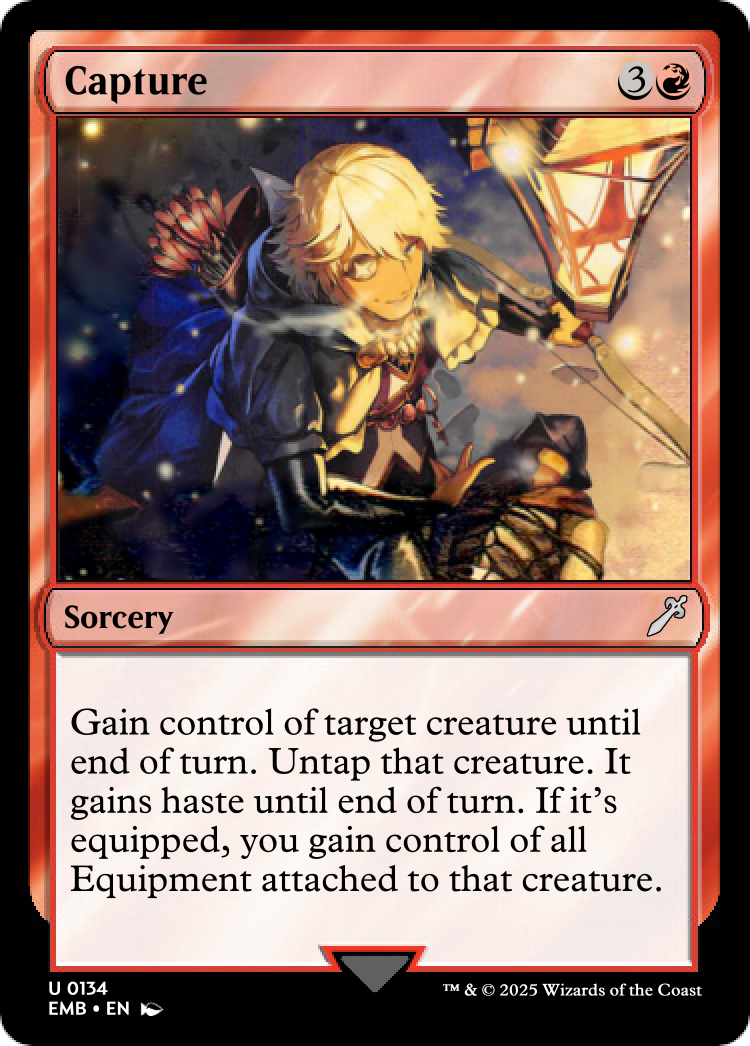 Capture 3
Sorcery
Gain control of target creature until
end of turn. Untap that creature. It
gains haste until end of turn. If it's
equipped, you gain control of all
Equipment attached to that creature.
U 0134
EMB • EN
™ & © 2025 Wizards of the Coast